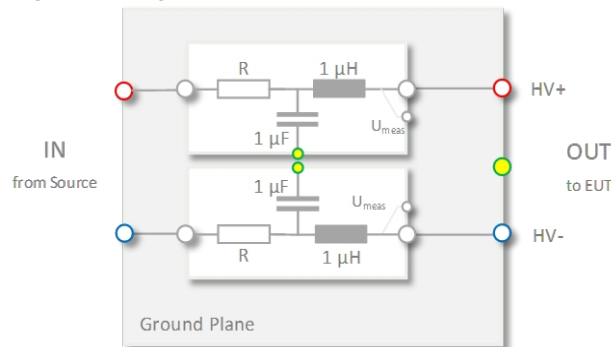 R
1 µH
HV+
1 µF
Umeas
IN
from Source
OUT
to EUT
1 µF
Umeas
HV-
R
1 µH
Ground Plane